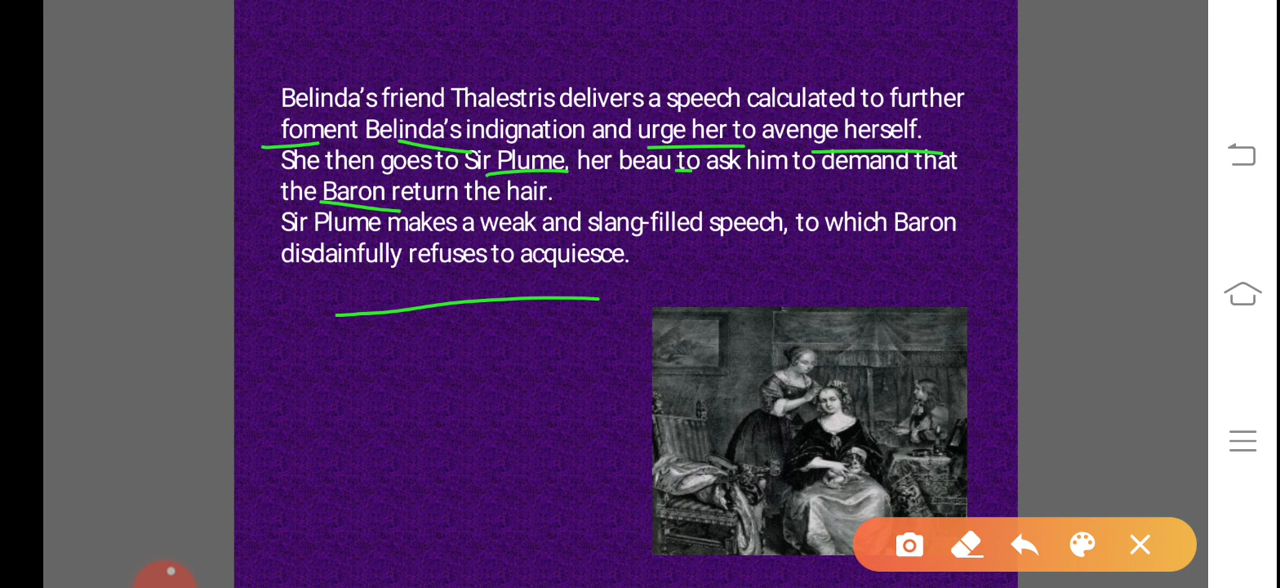 Belinda's friend Thalestris delivers a speech calculated to further
foment Belinda's indignation and urge her to avenge herself.
She then goes to Sir Plume, her beau to ask him to demand that
the Baron return the hair.
Sir Plume makes a weak and slang-filled speech, to which Baron
disdainfully refuses to acquiesce.